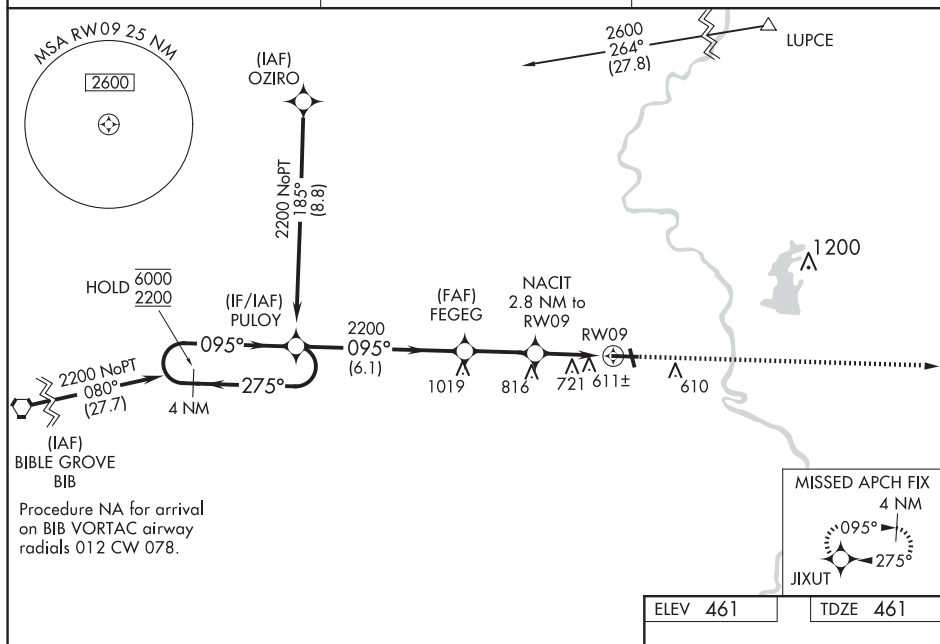 MSA RW09 25 NM
2600
(IAF)
OZIRO
2600
264°
(27.8)
LUPCE
2200 NoPT
185°
(8.8)
1200
HOLD 6000
2200
(IF/IAF)
PULOY
(FAF)
FEGEG
NACIT
2.8 NM to
RW09
RW09
095°
2200
095°
(6.1)
275°
4 NM
1019
816
721
611±
610
2200 NoPT
080°
(27.7)
(IAF)
BIBLE GROVE
BIB
Procedure NA for arrival
on BIB VORTAC airway
radials 012 CW 078.
MISSED APCH FIX
4 NM
095°
275°
JIXUT
ELEV 461
TDZE 461